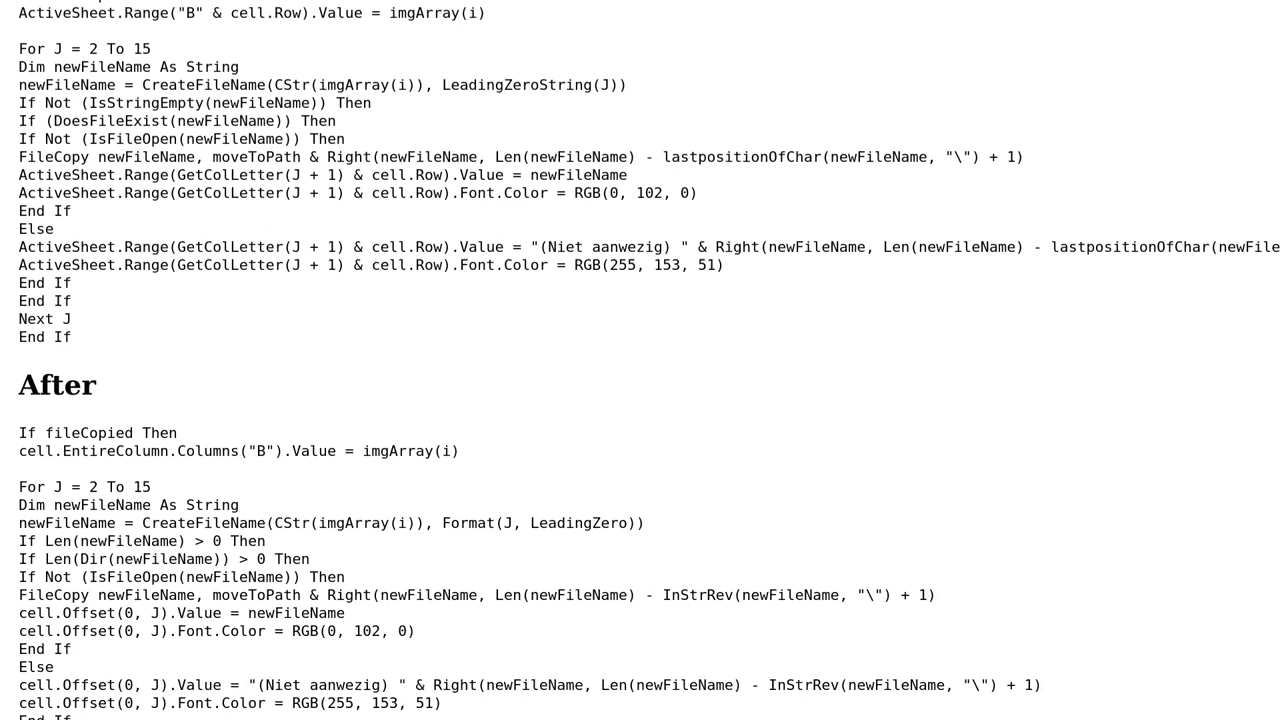 ActiveSheet.Range("B" & cell.Row).Value = imgArray(i)
For J = 2 To 15
Dim newFileName As String
newFileName = CreateFileName(CStr(imgArray(i)), LeadingZeroString(J))
If Not (IsStringEmpty(newFileName)) Then
If (DoesFileExist(newFileName)) Then
If Not (IsFileOpen(newFileName)) Then
FileCopy newFileName, moveToPath & Right(newFileName, Len(newFileName) - lastpositionOfChar(newFileName, "\") + 1)
ActiveSheet.Range(GetColLetter(J + 1) & cell.Row).Value = newFileName
ActiveSheet.Range(GetColLetter(J + 1) & cell.Row).Font.Color = RGB(0, 102, 0)
End If
Else
ActiveSheet.Range(GetColLetter(J + 1) & cell.Row).Value = "(Niet aanwezig) " & Right(newFileName, Len(newFileName) - lastpositionOfChar(newFile
ActiveSheet.Range(GetColLetter(J + 1) & cell.Row).Font.Color = RGB(255, 153, 51)
End If
End If
Next J
End If
After
If fileCopied Then
cell.EntireColumn.Columns("B").Value = imgArray(i)
For J = 2 To 15
Dim newFileName As String
newFileName = CreateFileName(CStr(imgArray(i)), Format(J, LeadingZero))
If Len(newFileName) > 0 Then
If Len(Dir(newFileName)) > 0 Then
If Not (IsFileOpen(newFileName)) Then
FileCopy newFileName, moveToPath & Right(newFileName, Len(newFileName) - InStrRev(newFileName, "\") + 1)
cell.Offset(0, J).Value = newFileName
cell.Offset(0, J).Font.Color = RGB(0, 102, 0)
End If
Else
cell.Offset(0, J).Value = "(Niet aanwezig) " & Right(newFileName, Len(newFileName) - InStrRev(newFileName, "\") + 1)
cell.Offset(0, J).Font.Color = RGB(255, 153, 51)
End If